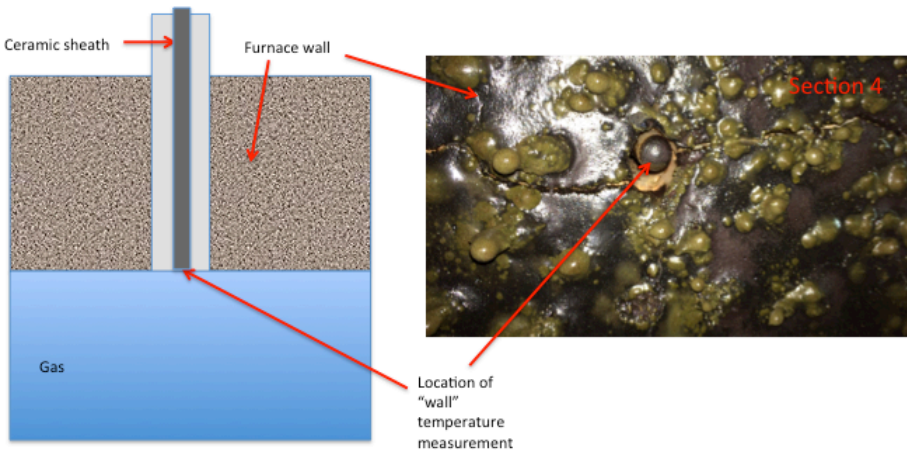 Ceramic sheath
Furnace wall
Section 4
Gas
Location of
“wall”
temperature
measurement